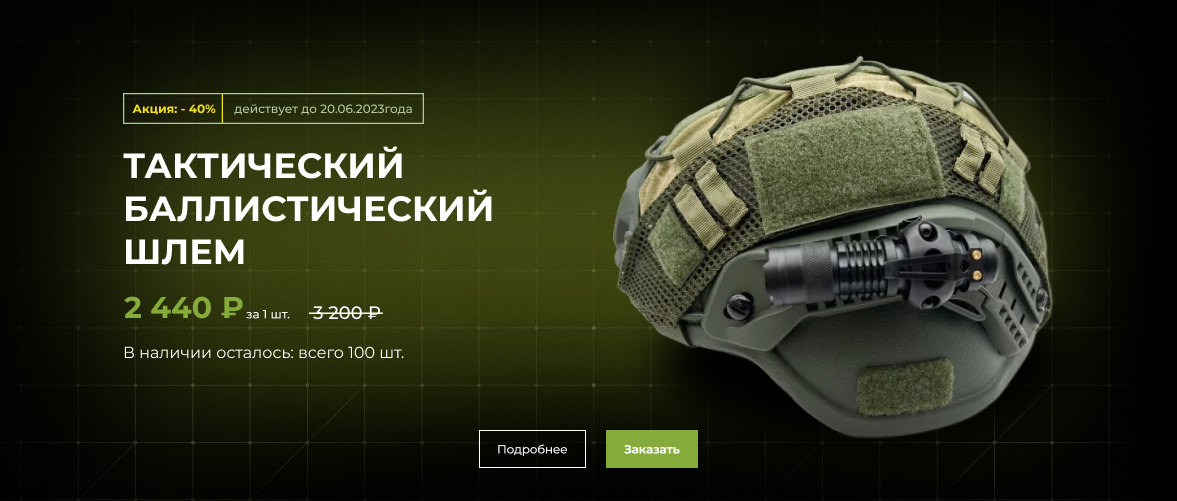 Акция: - 40% действует до 20.06.2023года
ТАКТИЧЕСКИЙ
БАЛЛИСТИЧЕСКИЙ
ШЛЕМ
2 440 ₽ за 1 шт. 3 200 ₽
В наличии осталось: всего 100 шт.
Подробнее Заказать